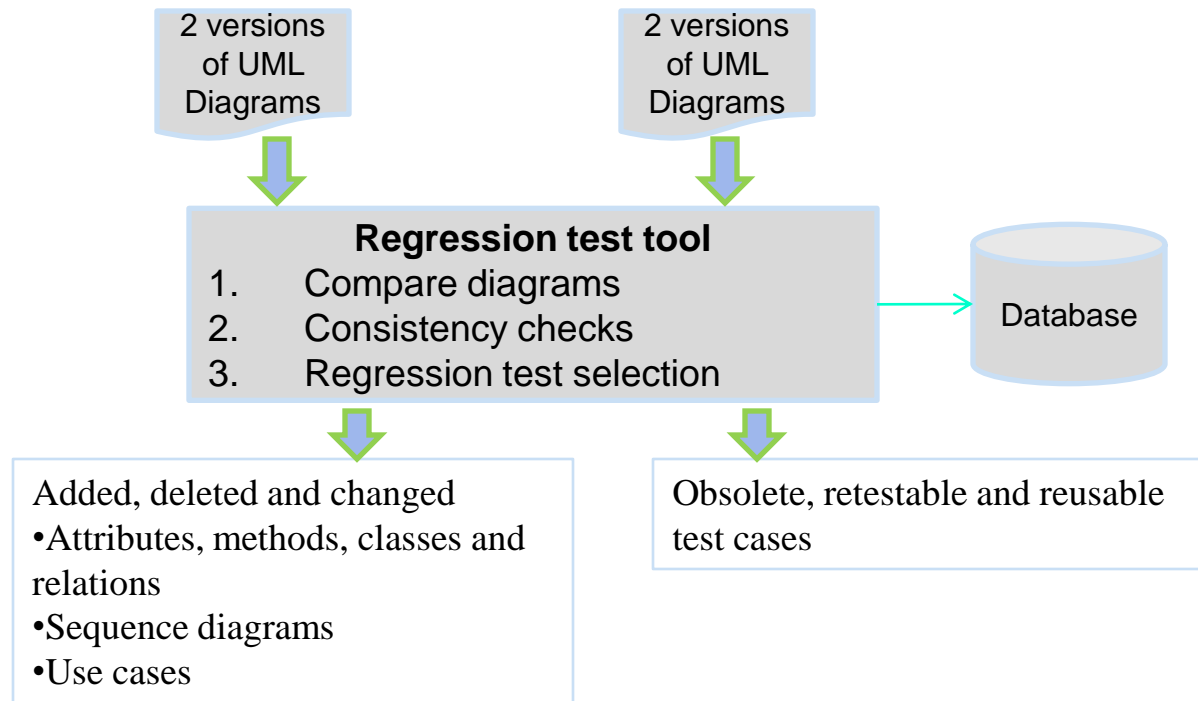 2 versions
of UML
Diagrams
2 versions
of UML
Diagrams
Regression test tool
1. Compare diagrams
2. Consistency checks
3. Regression test selection
Database
Added, deleted and changed
•Attributes, methods, classes and
relations
•Sequence diagrams
•Use cases
Obsolete, retestable and reusable
test cases